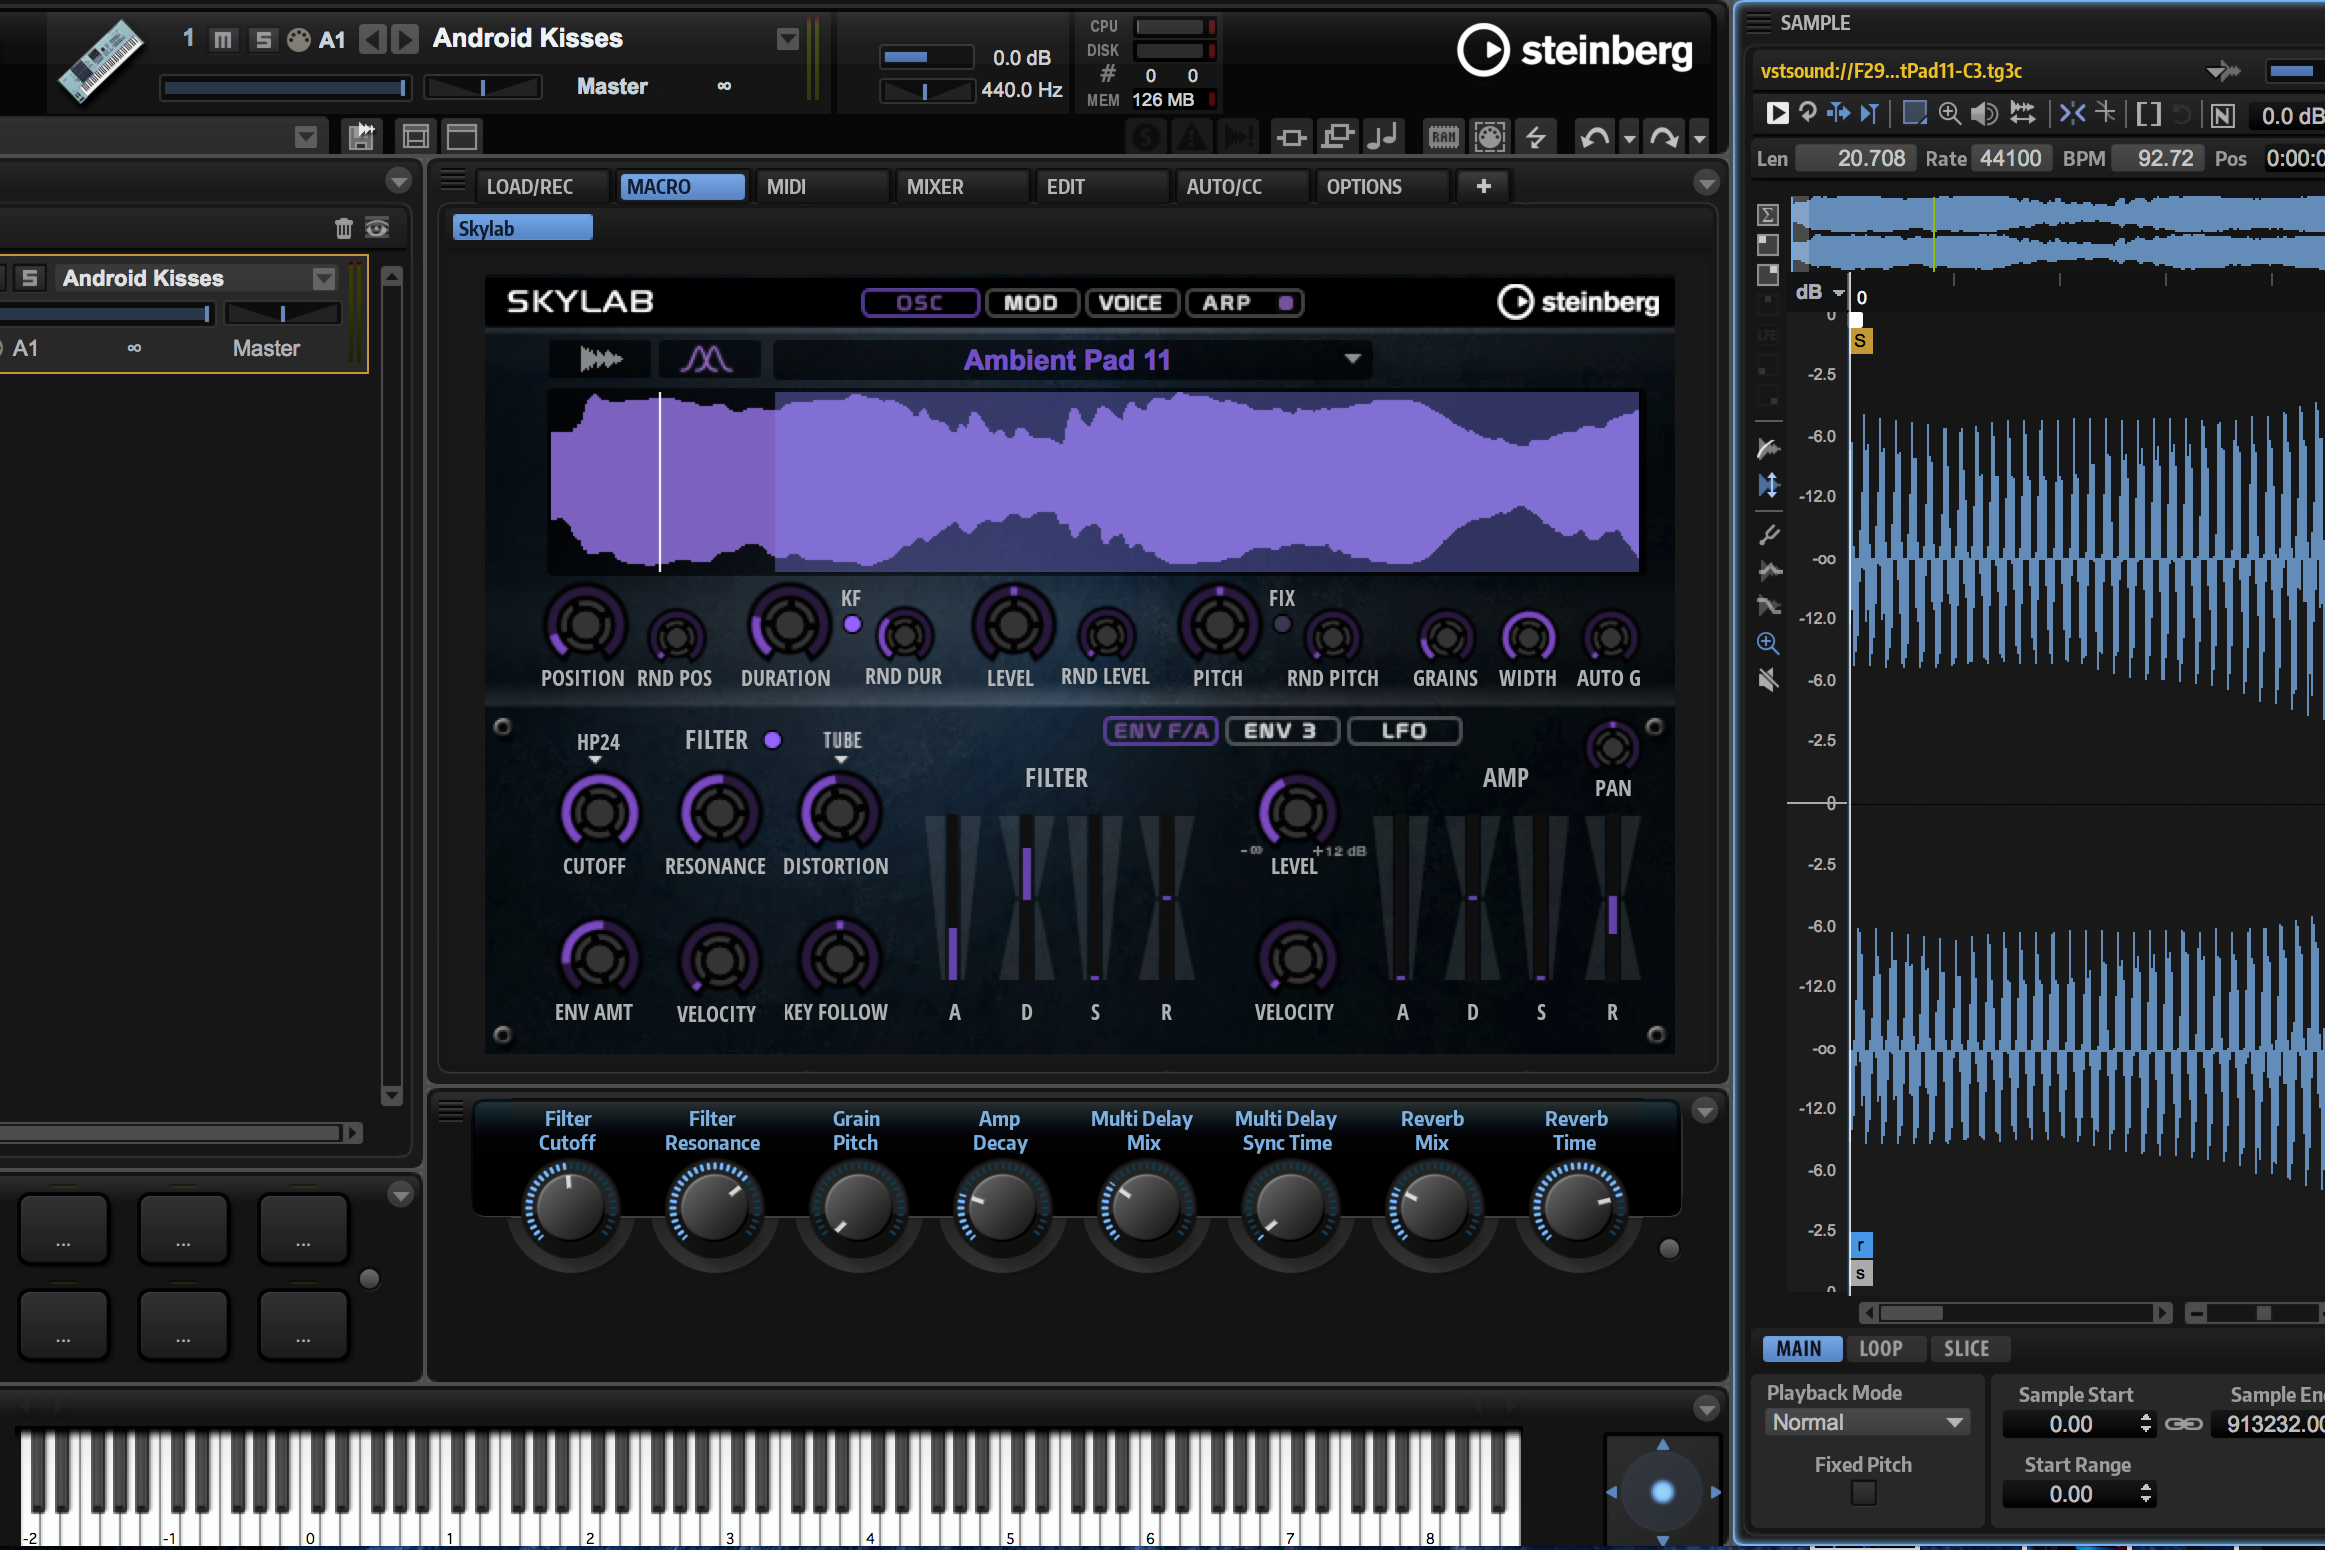 1 m S A1 Android Kisses
Master ∞
0.0 dB
440.0 Hz
CPU
DISK
# 0 0
MEM 126 MB
steinberg
RAM
LOAD/REC MACRO MIDI MIXER EDIT AUTO/CC OPTIONS +
Skylab
S Android Kisses
A1 ∞ Master
SKYLAB OSC MOD VOICE ARP steinberg
Ambient Pad 11
KF FIX
POSITION RND POS DURATION RND DUR LEVEL RND LEVEL PITCH RND PITCH GRAINS WIDTH AUTO G
HP24 FILTER TUBE ENV F/A ENV 3 LFO
FILTER AMP PAN
CUTOFF RESONANCE DISTORTION -∞ LEVEL +12 dB
ENV AMT VELOCITY KEY FOLLOW A D S R VELOCITY A D S R
Filter Cutoff
Filter Resonance
Grain Pitch
Amp Decay
Multi Delay Mix
Multi Delay Sync Time
Reverb Mix
Reverb Time
... ... ...
... ... ...
-2 -1 0 1 2 3 4 5 6 7 8
SAMPLE
vstsound://F29...tPad11-C3.tg3c
[] N 0.0 dB
Len 20.708 Rate 44100 BPM 92.72 Pos 0:00:0
Σ
LFE
dB 0
0
S
-2.5
-6.0
-12.0
-oo
-12.0
-6.0
-2.5
0
-2.5
-6.0
-12.0
-oo
-12.0
-6.0
-2.5
r
s
0
MAIN LOOP SLICE
Playback Mode Sample Start Sample En
Normal 0.00 913232.00
Fixed Pitch Start Range
0.00